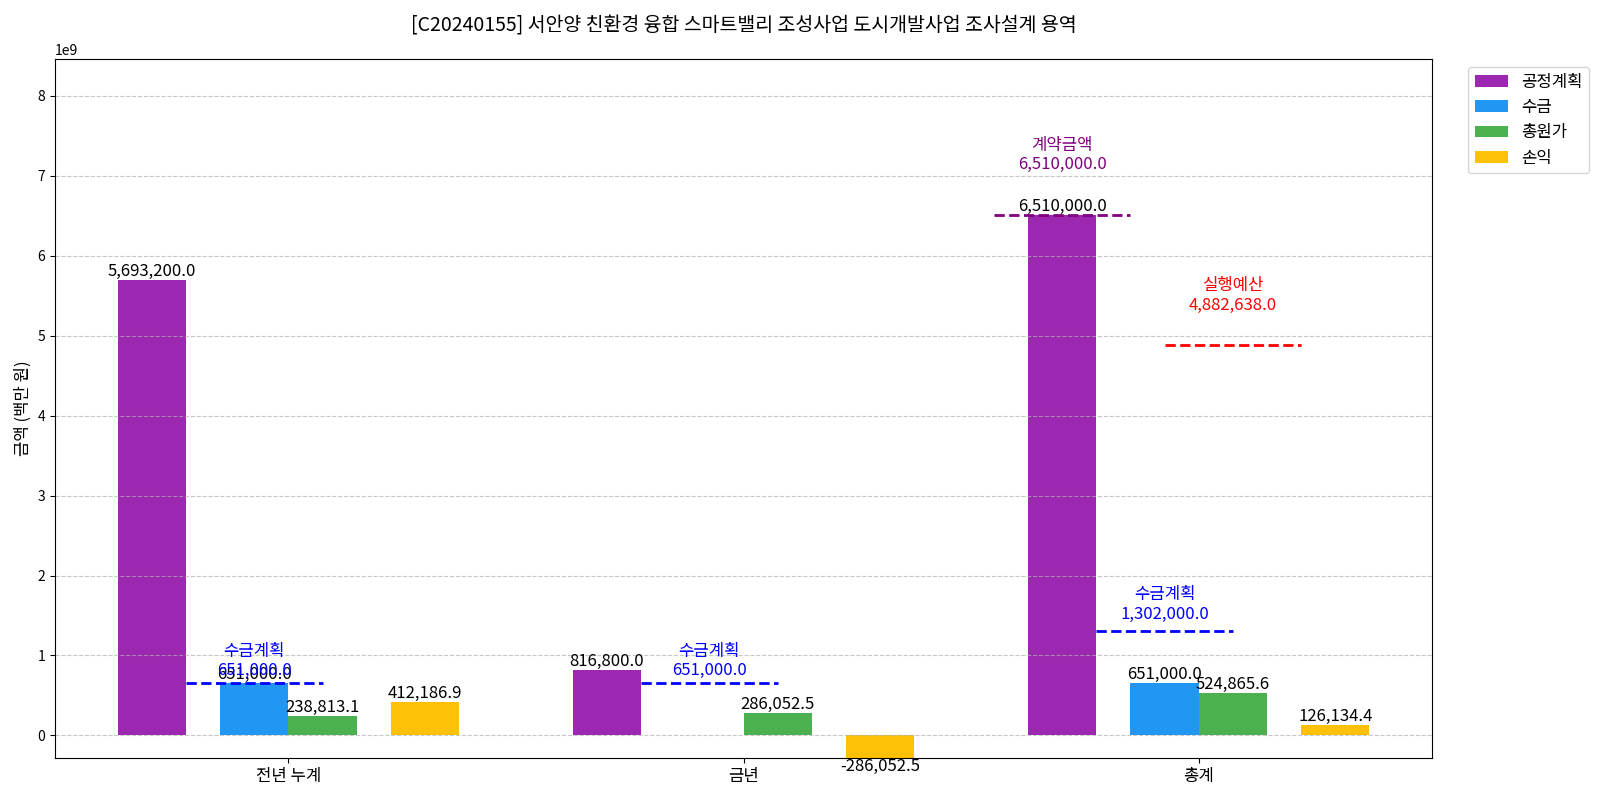 [C20240155] 서안양 친환경 융합 스마트밸리 조성사업 도시개발사업 조사설계 용역
1e9
8
7
6
5
4
3
2
1
0
금액 (백만 원)
공정계획
수금
총원가
손익
계약금액
6,510,000.0
6,510,000.0
5,693,200.0
실행예산
4,882,638.0
수금계획
1,302,000.0
수금계획
651,000.0
651,000.0
238,813.1
412,186.9
816,800.0
수금계획
651,000.0
286,052.5
-286,052.5
651,000.0
524,865.6
126,134.4
전년 누계
금년
총계